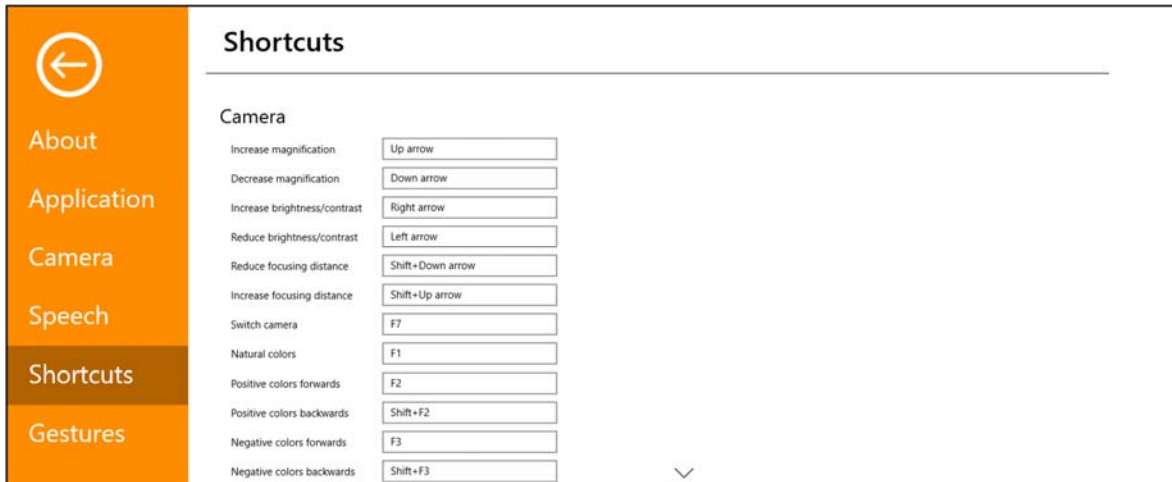 About
Application
Camera
Speech
Shortcuts
Gestures
Shortcuts
Camera
Increase magnification Up arrow
Decrease magnification Down arrow
Increase brightness/contrast Right arrow
Reduce brightness/contrast Left arrow
Reduce focusing distance Shift+Down arrow
Increase focusing distance Shift+Up arrow
Switch camera F7
Natural colors F1
Positive colors forwards F2
Positive colors backwards Shift+F2
Negative colors forwards F3
Negative colors backwards Shift+F3